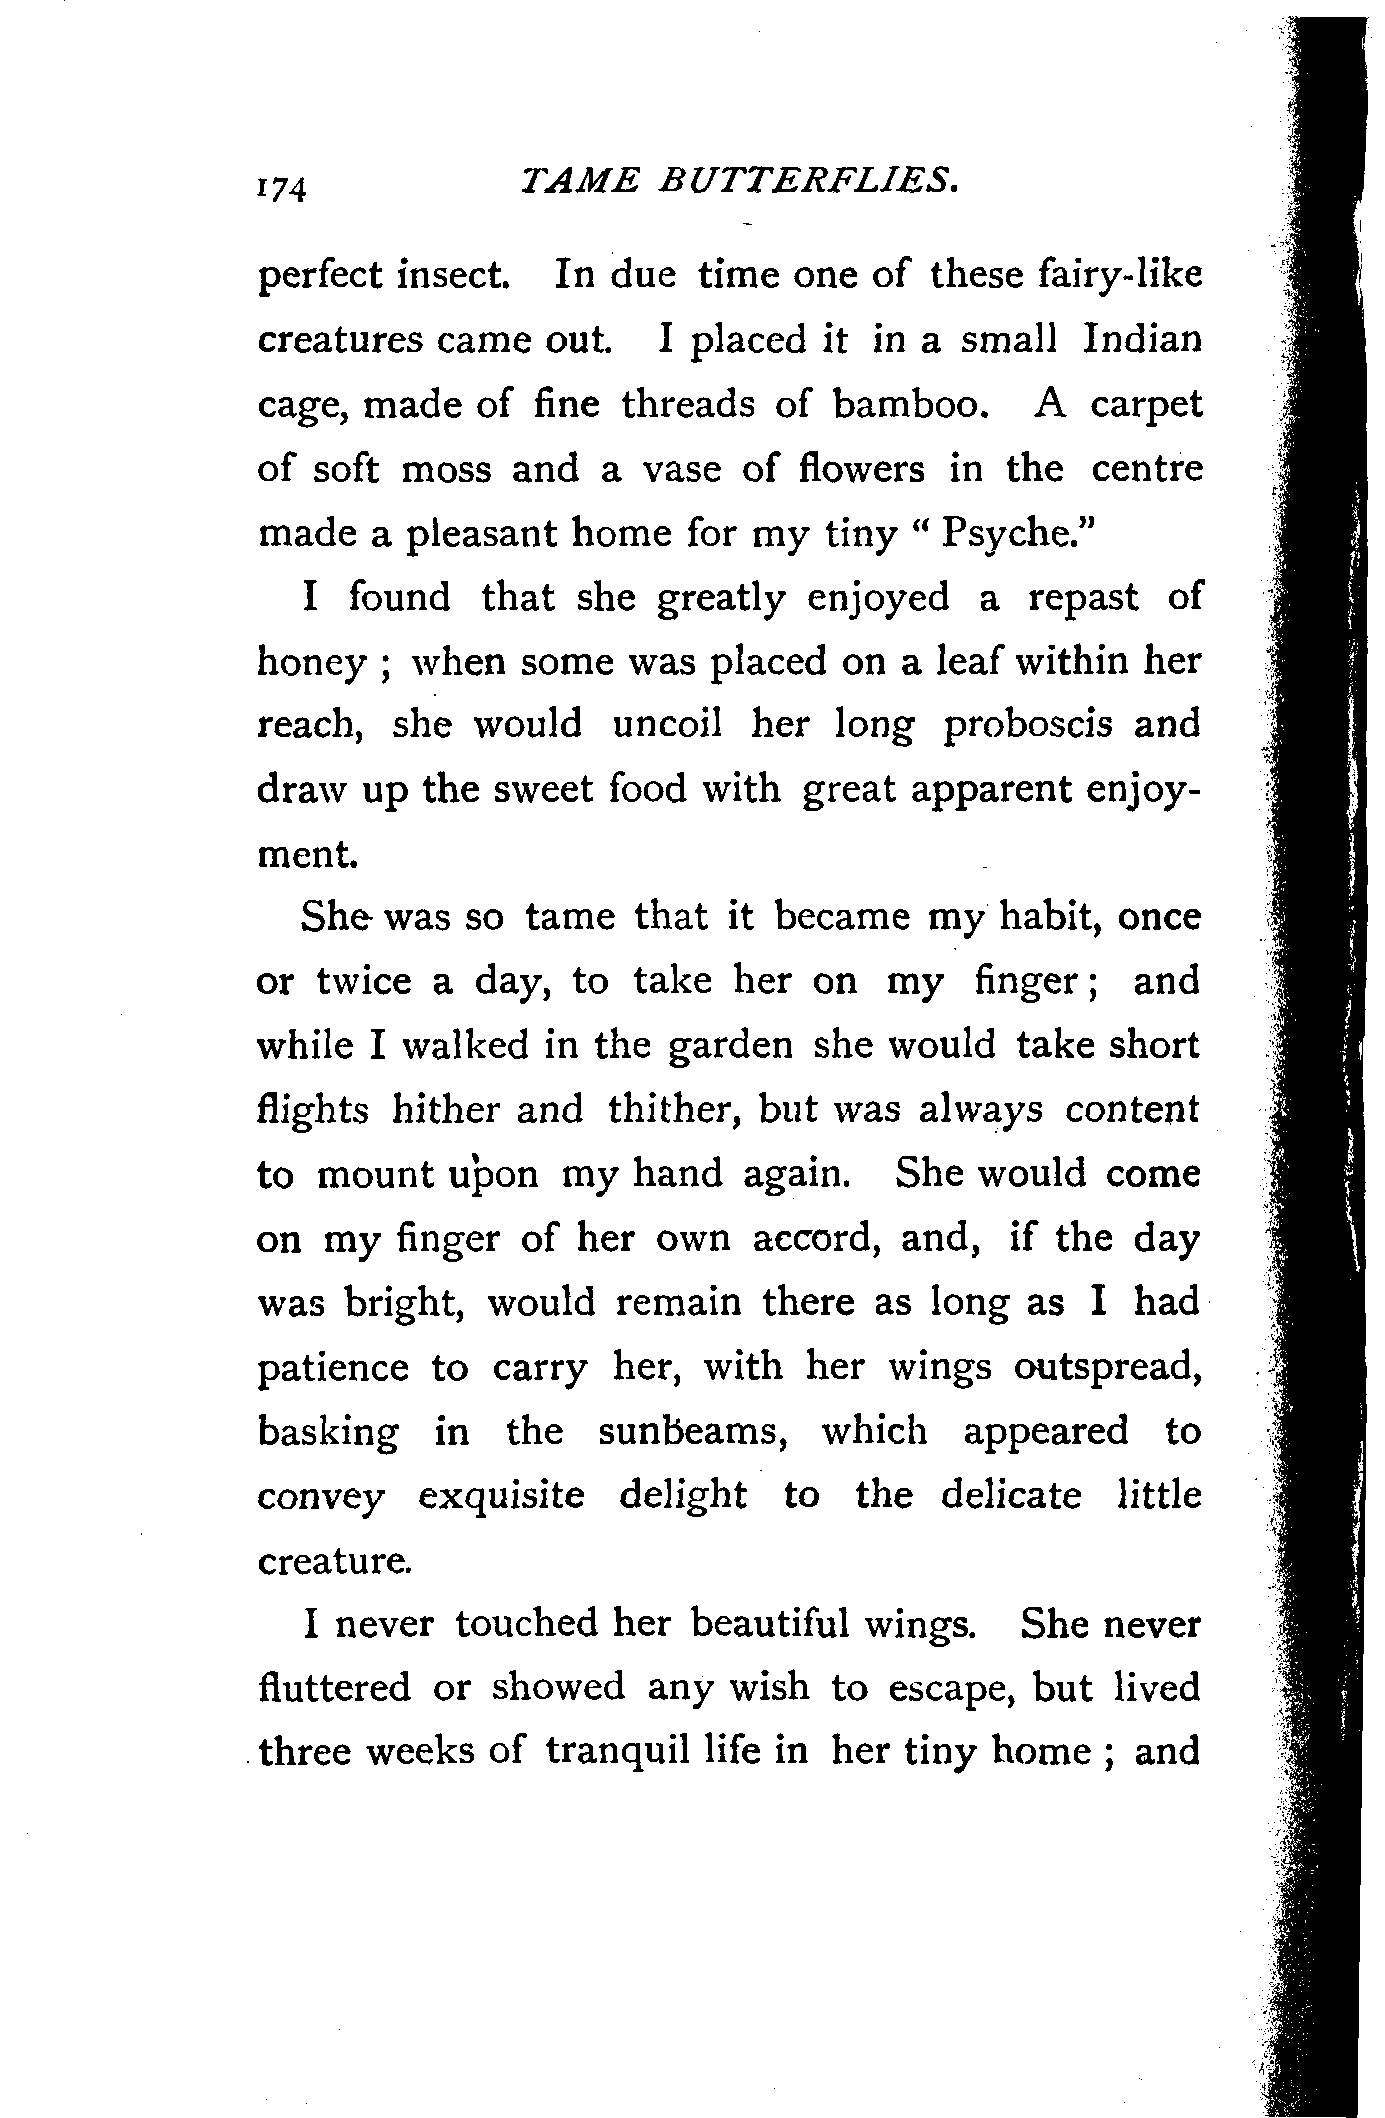 174 TAME BUTTERFLIES.
perfect insect. In due time one of these fairy-like
creatures came out. I placed it in a small Indian
cage, made of fine threads of bamboo. A carpet
of soft moss and a vase of flowers in the centre
made a pleasant home for my tiny “ Psyche.”
I found that she greatly enjoyed a repast of
honey ; when some was placed on a leaf within her
reach, she would uncoil her long proboscis and
draw up the sweet food with great apparent enjoy-
ment.
She was so tame that it became my habit, once
or twice a day, to take her on my finger ; and
while I walked in the garden she would take short
flights hither and thither, but was always content
to mount upon my hand again. She would come
on my finger of her own accord, and, if the day
was bright, would remain there as long as I had
patience to carry her, with her wings outspread,
basking in the sunbeams, which appeared to
convey exquisite delight to the delicate little
creature.
I never touched her beautiful wings. She never
fluttered or showed any wish to escape, but lived
three weeks of tranquil life in her tiny home ; and